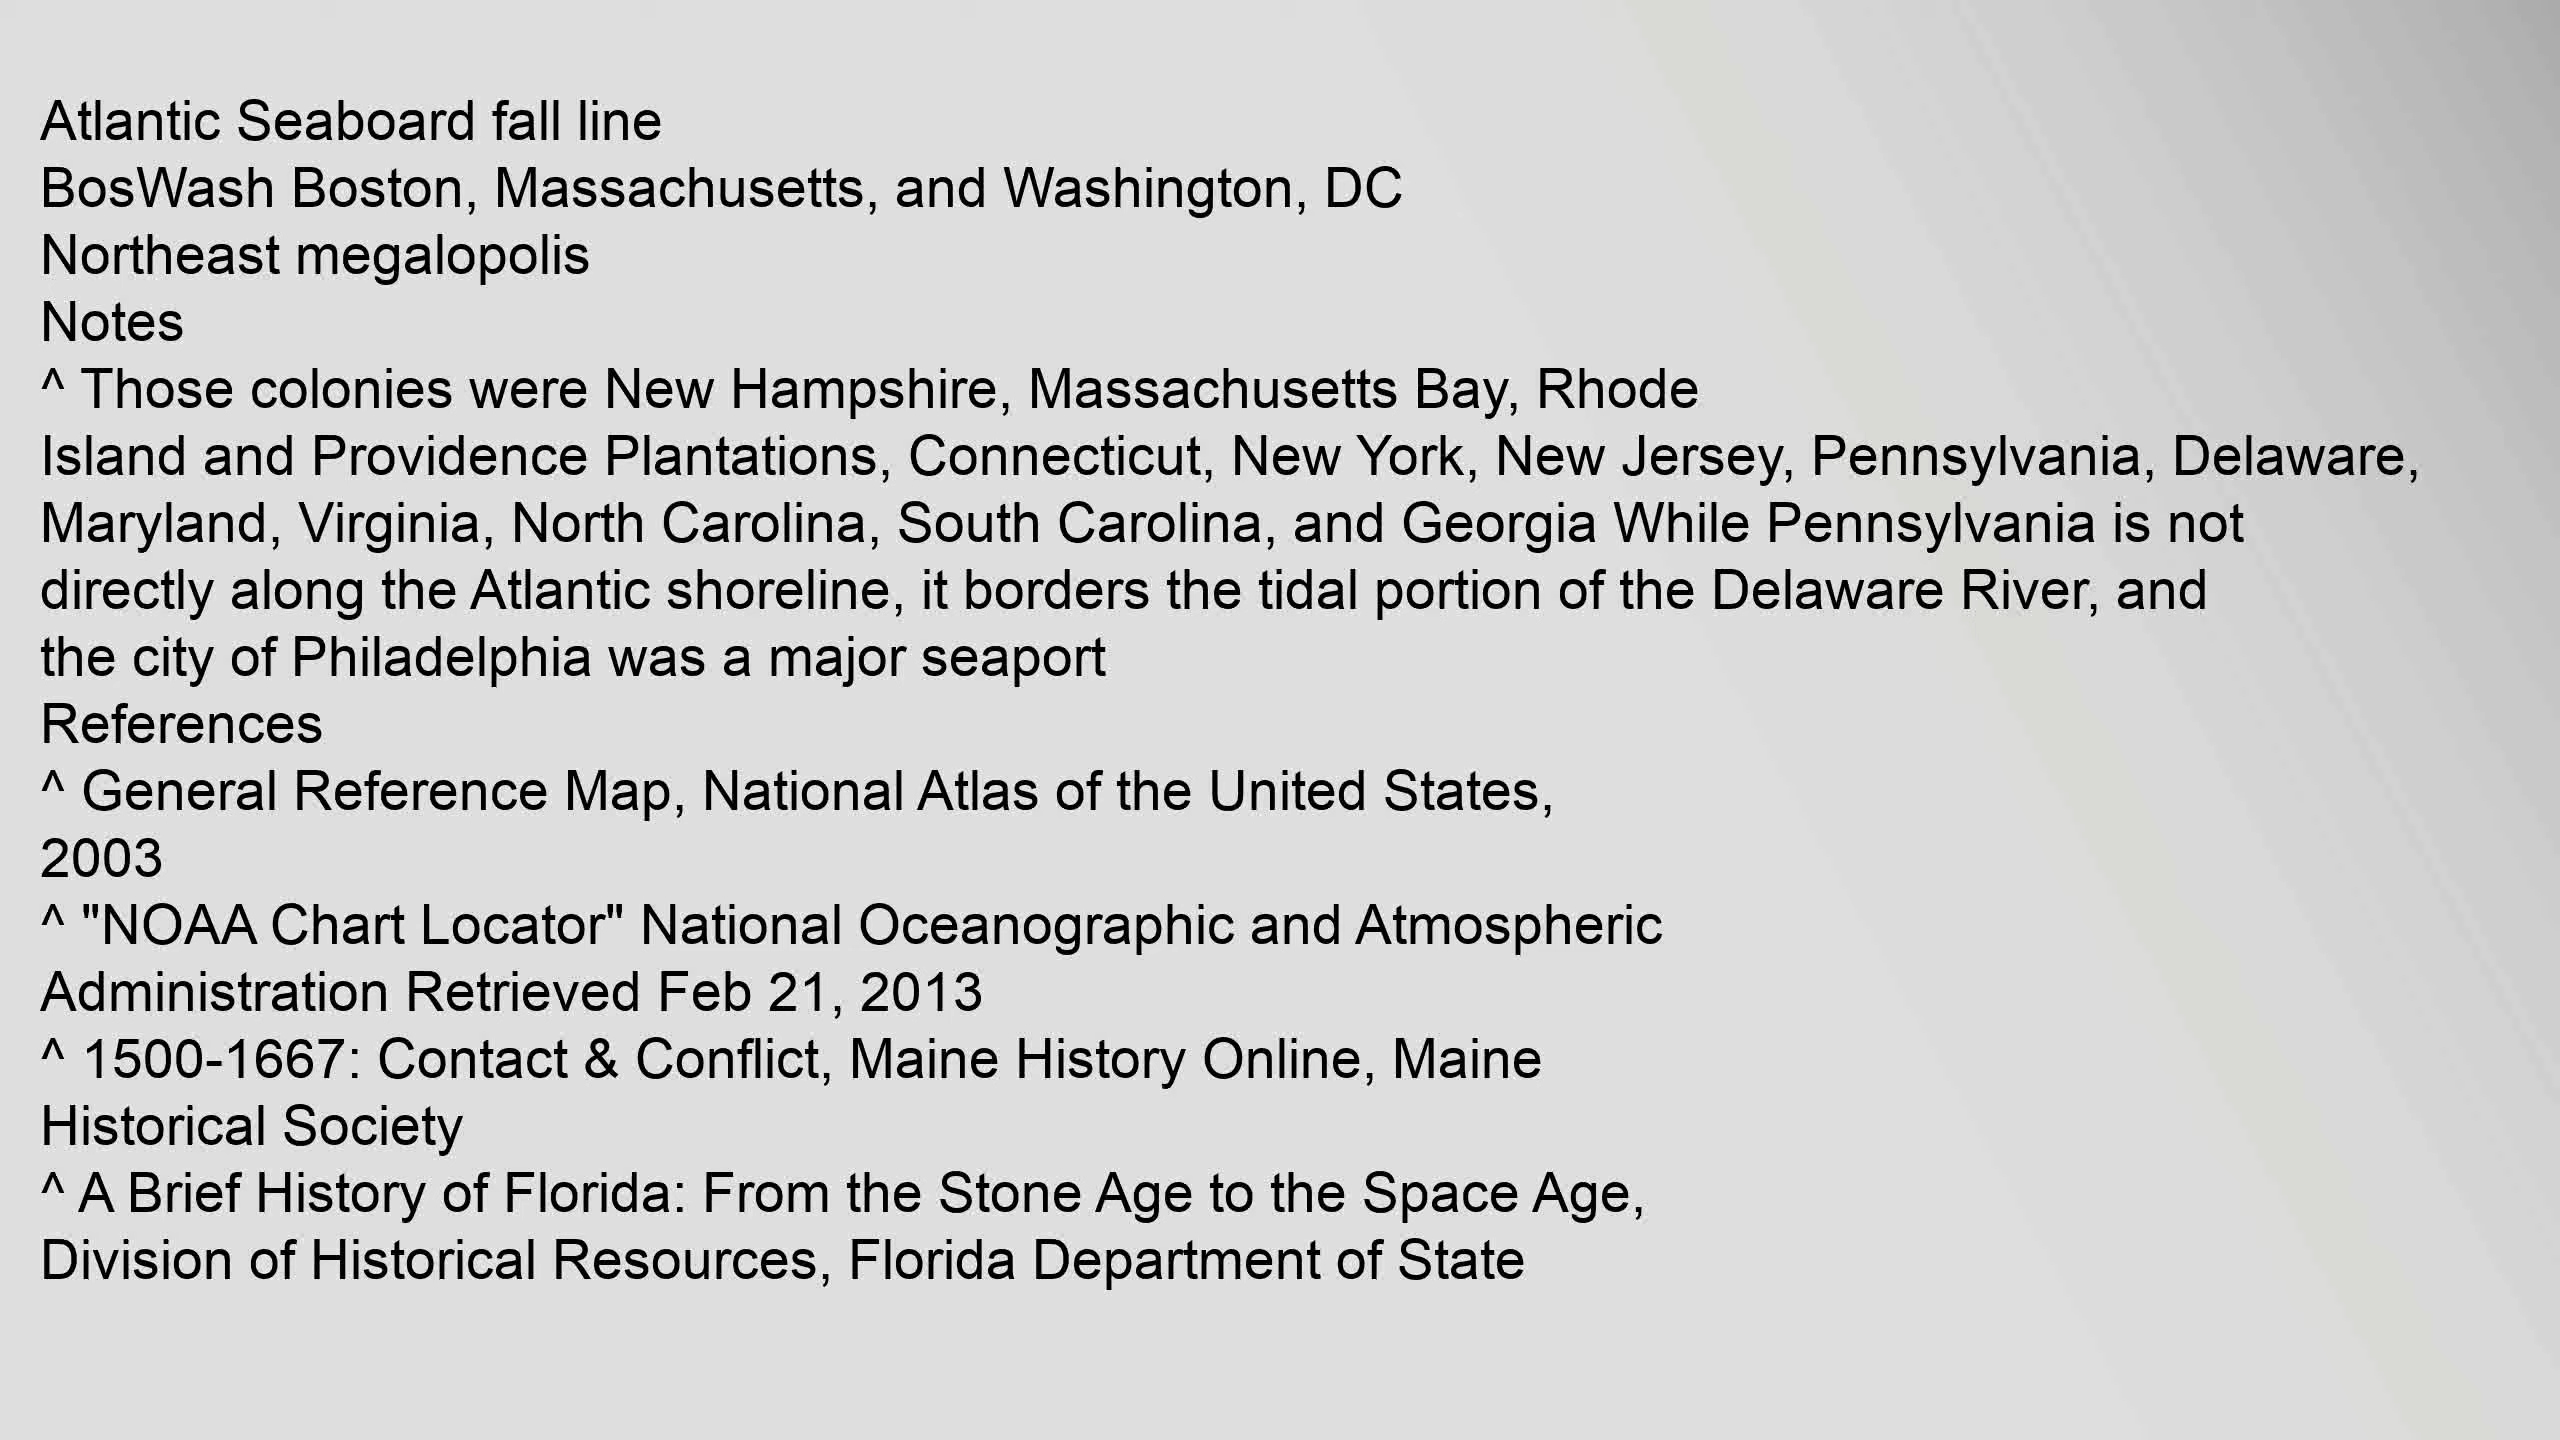 Atlantic Seaboard fall line
BosWash Boston, Massachusetts, and Washington, DC
Northeast megalopolis
Notes
^ Those colonies were New Hampshire, Massachusetts Bay, Rhode
Island and Providence Plantations, Connecticut, New York, New Jersey, Pennsylvania, Delaware,
Maryland, Virginia, North Carolina, South Carolina, and Georgia While Pennsylvania is not
directly along the Atlantic shoreline, it borders the tidal portion of the Delaware River, and
the city of Philadelphia was a major seaport
References
^ General Reference Map, National Atlas of the United States,
2003
^ "NOAA Chart Locator" National Oceanographic and Atmospheric
Administration Retrieved Feb 21, 2013
^ 1500-1667: Contact & Conflict, Maine History Online, Maine
Historical Society
^ A Brief History of Florida: From the Stone Age to the Space Age,
Division of Historical Resources, Florida Department of State